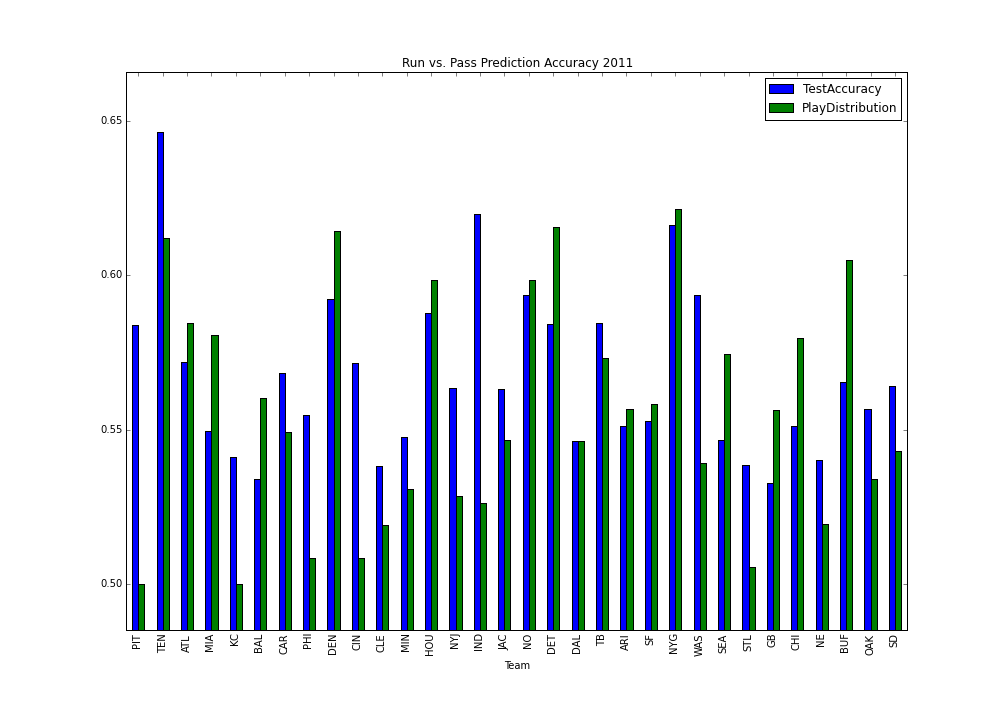 Run vs. Pass Prediction Accuracy 2011
TestAccuracy
PlayDistribution
0.65
0.60
0.55
0.50
PIT TEN ATL MIA KC BAL CAR PHI DEN CIN CLE MIN HOU NYJ IND JAC NO DET DAL TB ARI SF NYG WAS SEA STL GB CHI NE BUF OAK SD
Team